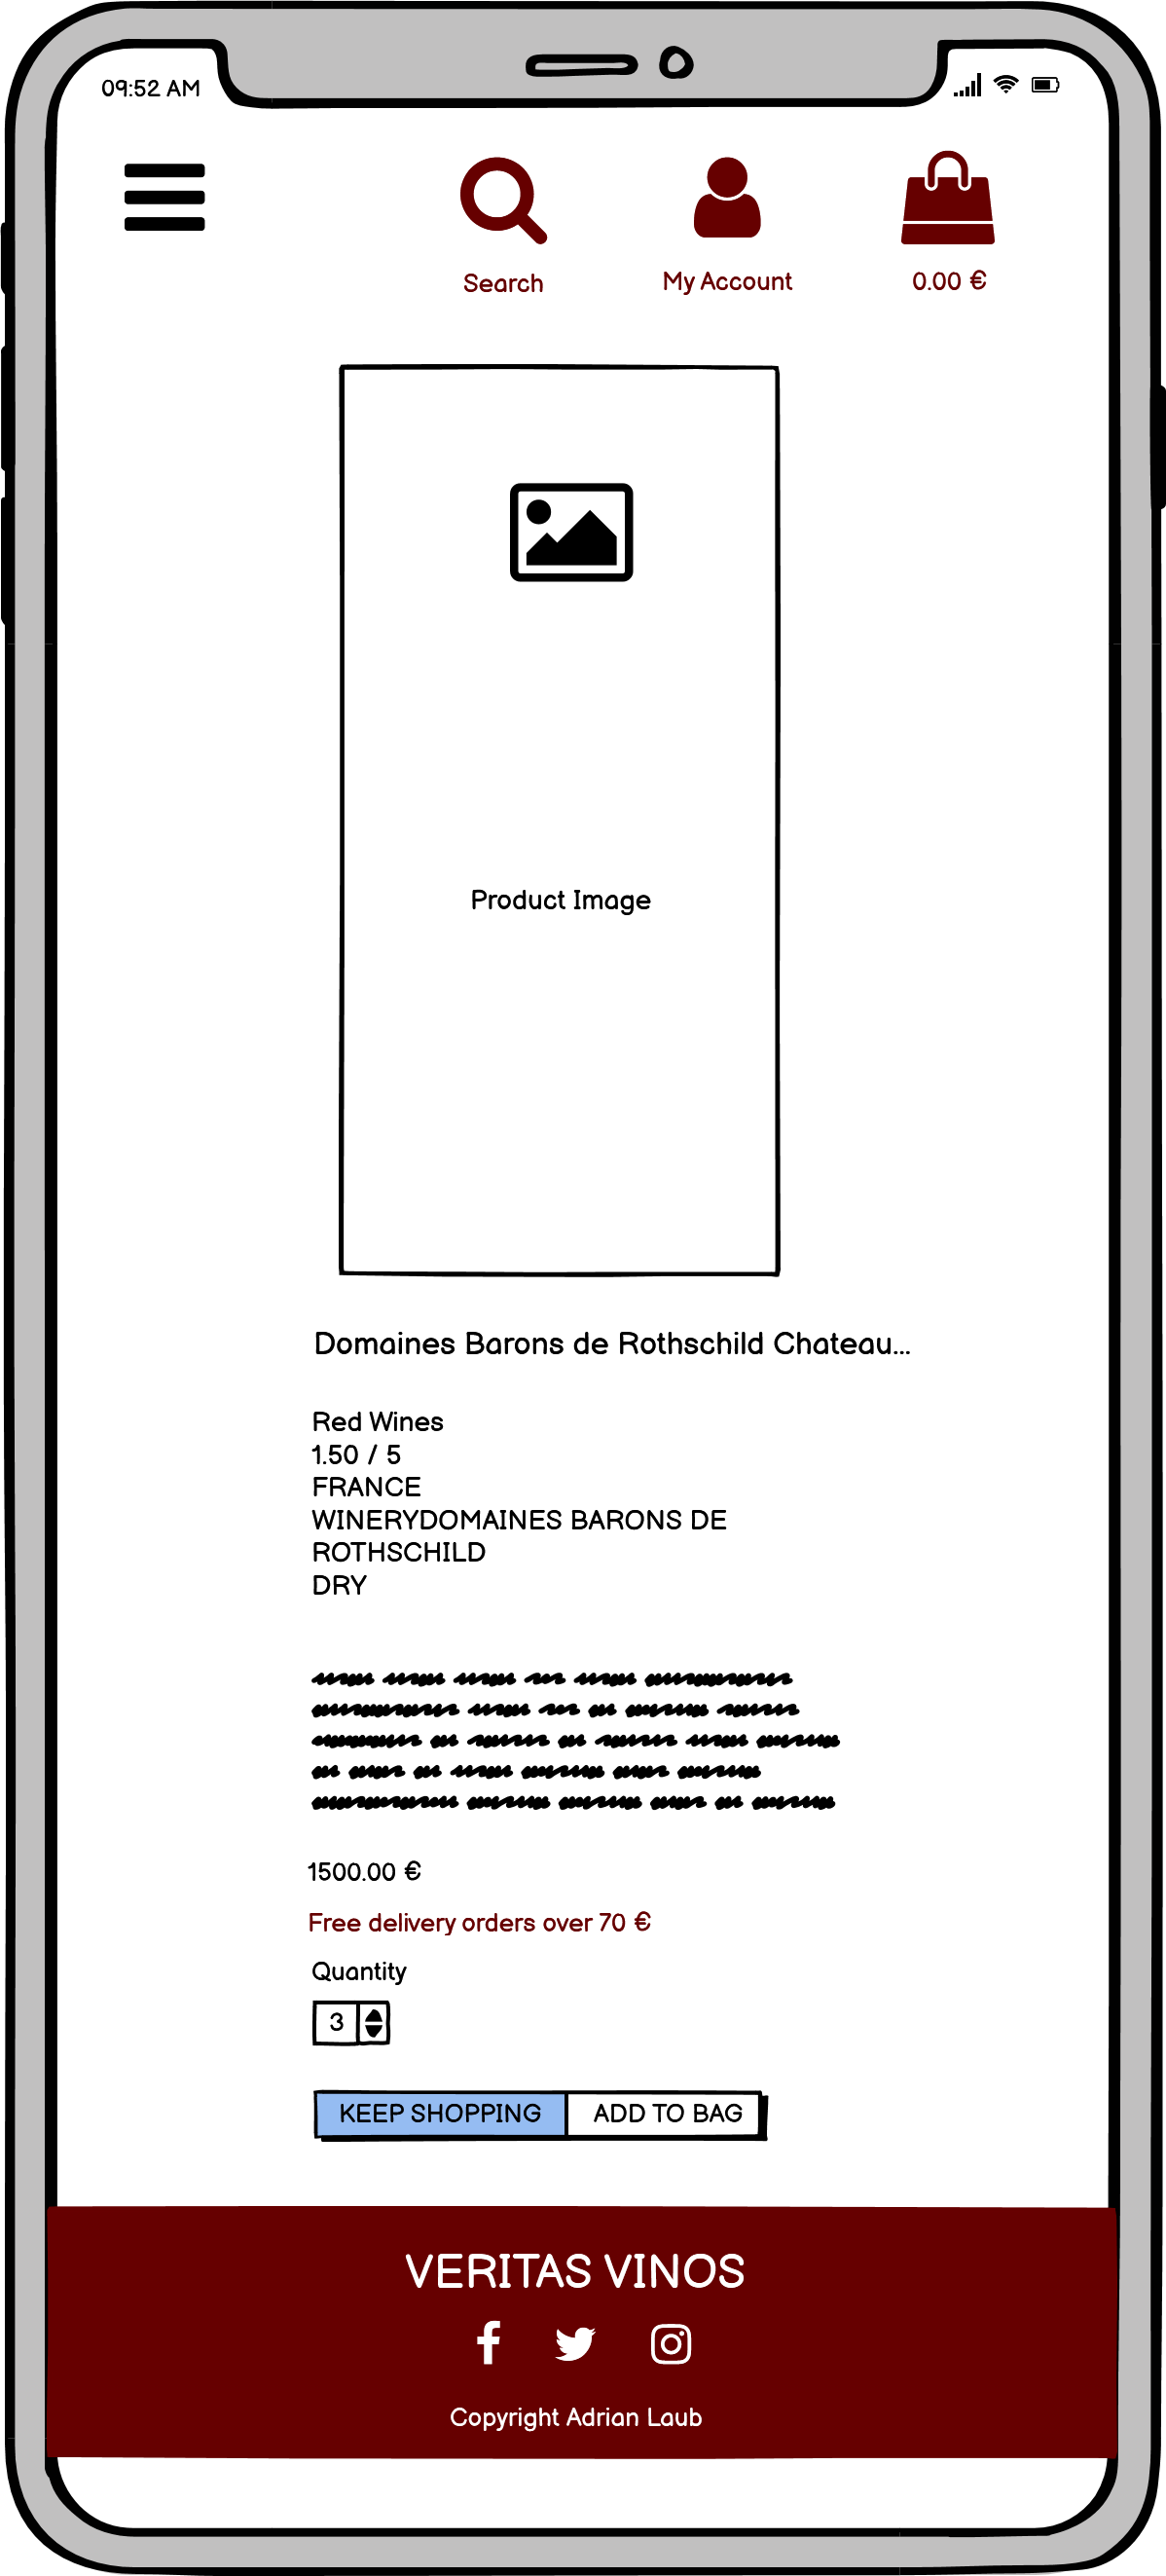 09:52 AM
Search
My Account
0.00 €
Product Image
Domaines Barons de Rothschild Chateau...
Red Wines
1.50 / 5
FRANCE
WINERYDOMAINES BARONS DE
ROTHSCHILD
DRY
1500.00 €
Free delivery orders over 70 €
Quantity
3
KEEP SHOPPING
ADD TO BAG
VERITAS VINOS
Copyright Adrian Laub